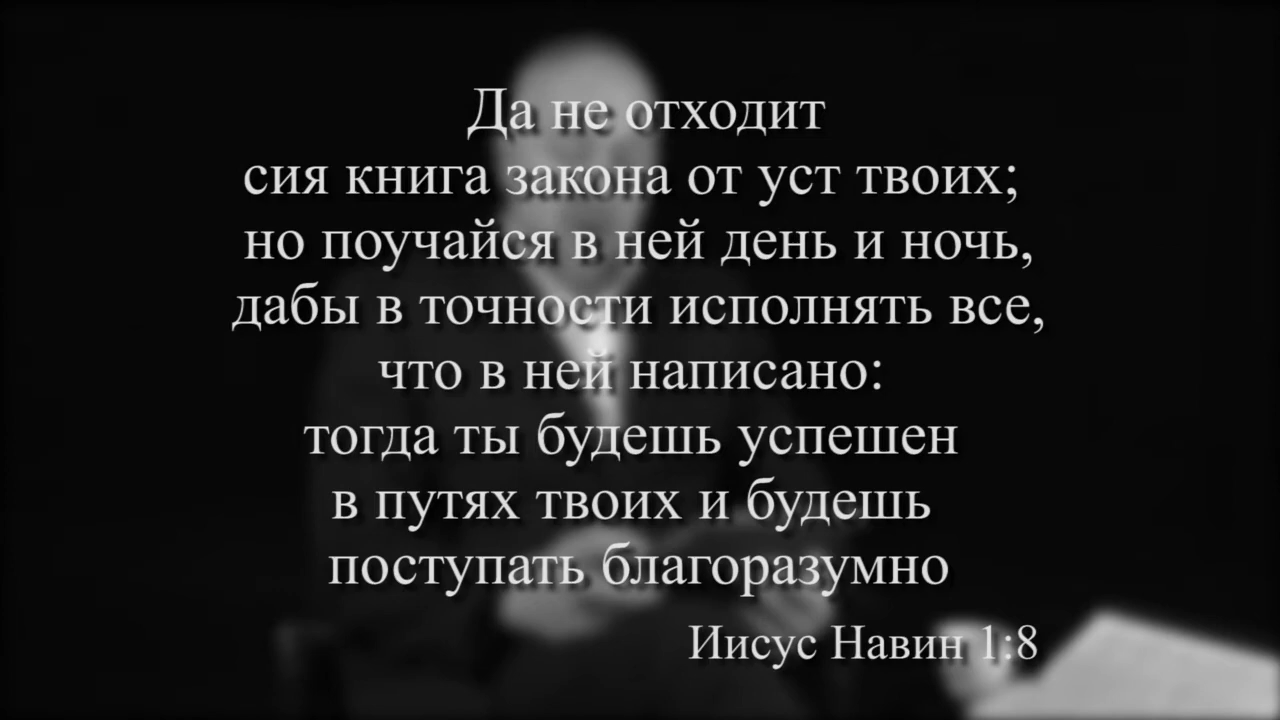 Да не отходит
сия книга закона от уст твоих;
но поучайся в ней день и ночь,
дабы в точности исполнять все,
что в ней написано:
тогда ты будешь успешен
в путях твоих и будешь
поступать благоразумно
Иисус Навин 1:8